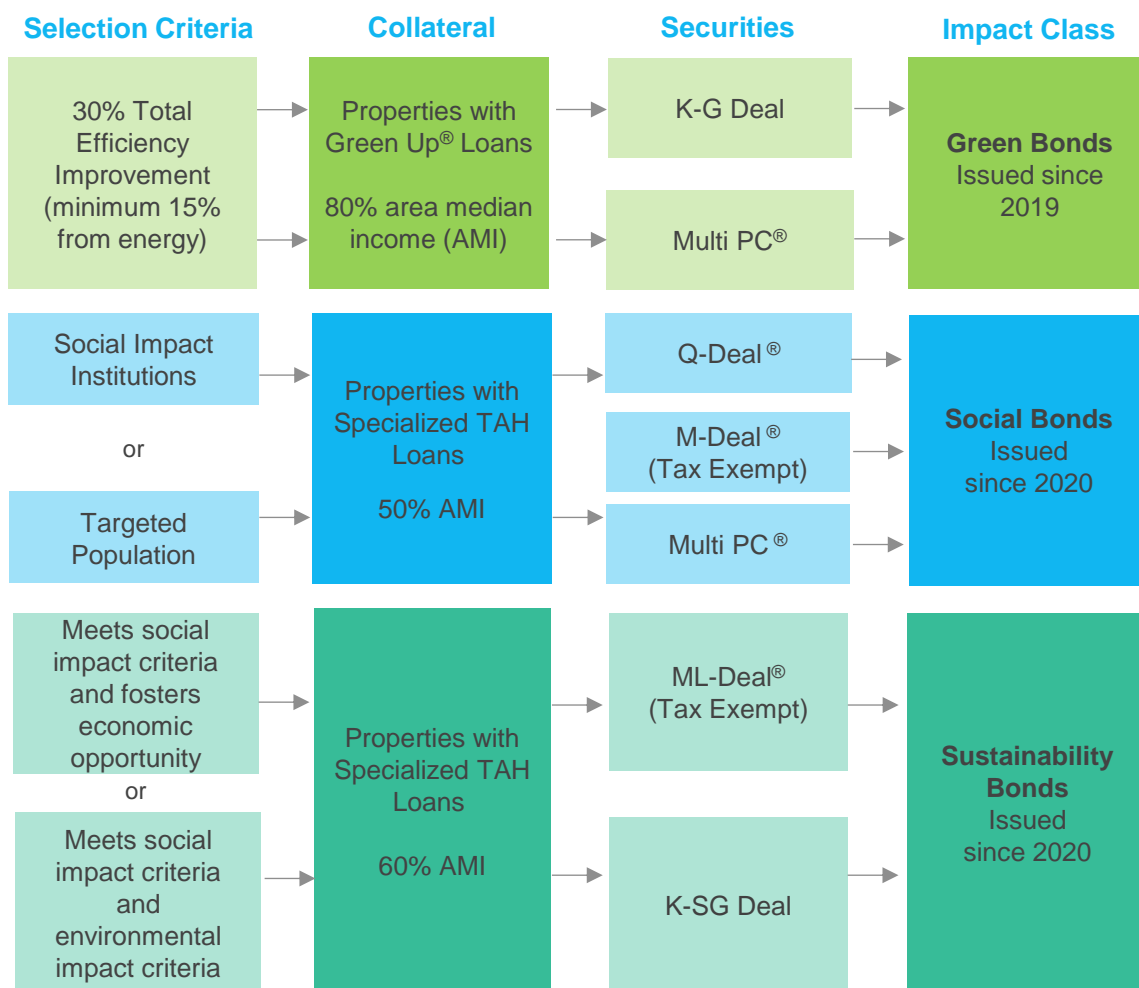 Selection Criteria
Collateral
Securities
Impact Class
30% Total
Efficiency
Improvement
(minimum 15%
from energy)
Properties with
Green Up® Loans
80% area median
income (AMI)
K-G Deal
Multi PC®
Green Bonds
Issued since
2019
Social Impact
Institutions
or
Targeted
Population
Properties with
Specialized TAH
Loans
50% AMI
Q-Deal ®
M-Deal ®
(Tax Exempt)
Multi PC ®
Social Bonds
Issued
since 2020
Meets social
impact criteria
and fosters
economic
opportunity
or
Meets social
impact criteria
and
environmental
impact criteria
Properties with
Specialized TAH
Loans
60% AMI
ML-Deal®
(Tax Exempt)
K-SG Deal
Sustainability
Bonds
Issued
since 2020